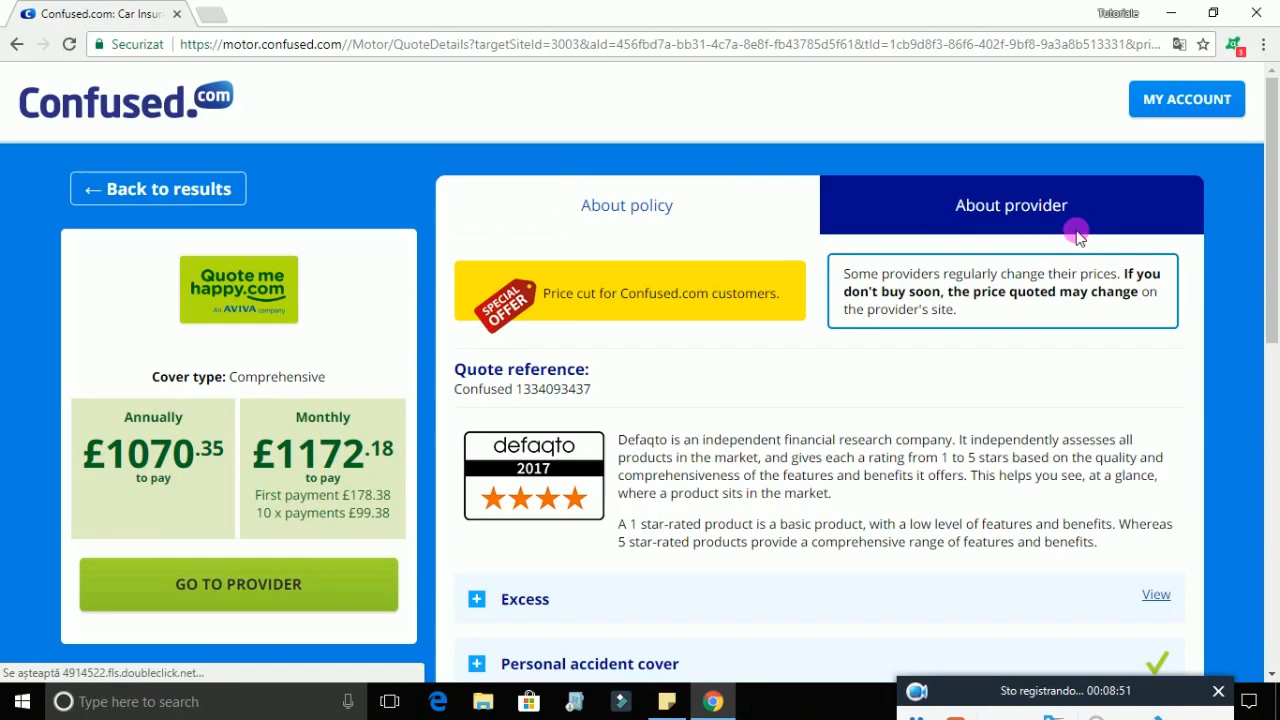 Confused.com: Car Insur
Tutoriale
Securizat
https://motor.confused.com//Motor/QuoteDetails?targetSiteId=3003&aId=456fbd7a-bb31-4c7a-8e8f-fb43785d5f61&tId=1cb9d8f3-86f6-402f-9bf8-9a3a8b513331&pri...
3
Confused.com
MY ACCOUNT
← Back to results
About policy
About provider
Quote me
happy.com
An AVIVA company
SPECIAL
OFFER
Price cut for Confused.com customers.
Some providers regularly change their prices. If you
don't buy soon, the price quoted may change on
the provider's site.
Cover type: Comprehensive
Annually
£1070.35
to pay
Monthly
£1172.18
to pay
First payment £178.38
10 x payments £99.38
GO TO PROVIDER
Quote reference:
Confused 1334093437
defaqto
2017
Defaqto is an independent financial research company. It independently assesses all
products in the market, and gives each a rating from 1 to 5 stars based on the quality and
comprehensiveness of the features and benefits it offers. This helps you see, at a glance,
where a product sits in the market.
A 1 star-rated product is a basic product, with a low level of features and benefits. Whereas
5 star-rated products provide a comprehensive range of features and benefits.
Excess
View
Personal accident cover
Se așteaptă 4914522.fls.doubleclick.net...
Type here to search
Sto registrando... 00:08:51